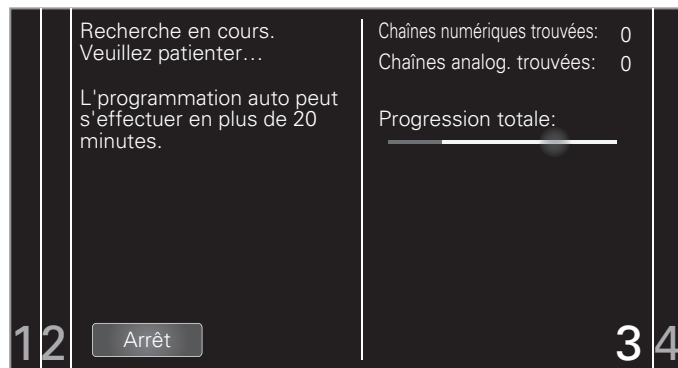 Recherche en cours.
Veuillez patienter…
L'programmation auto peut
s'effectuer en plus de 20
minutes.
Arrêt
Chaînes numériques trouvées: 0
Chaînes analog. trouvées: 0
Progression totale:
1 2 3 4